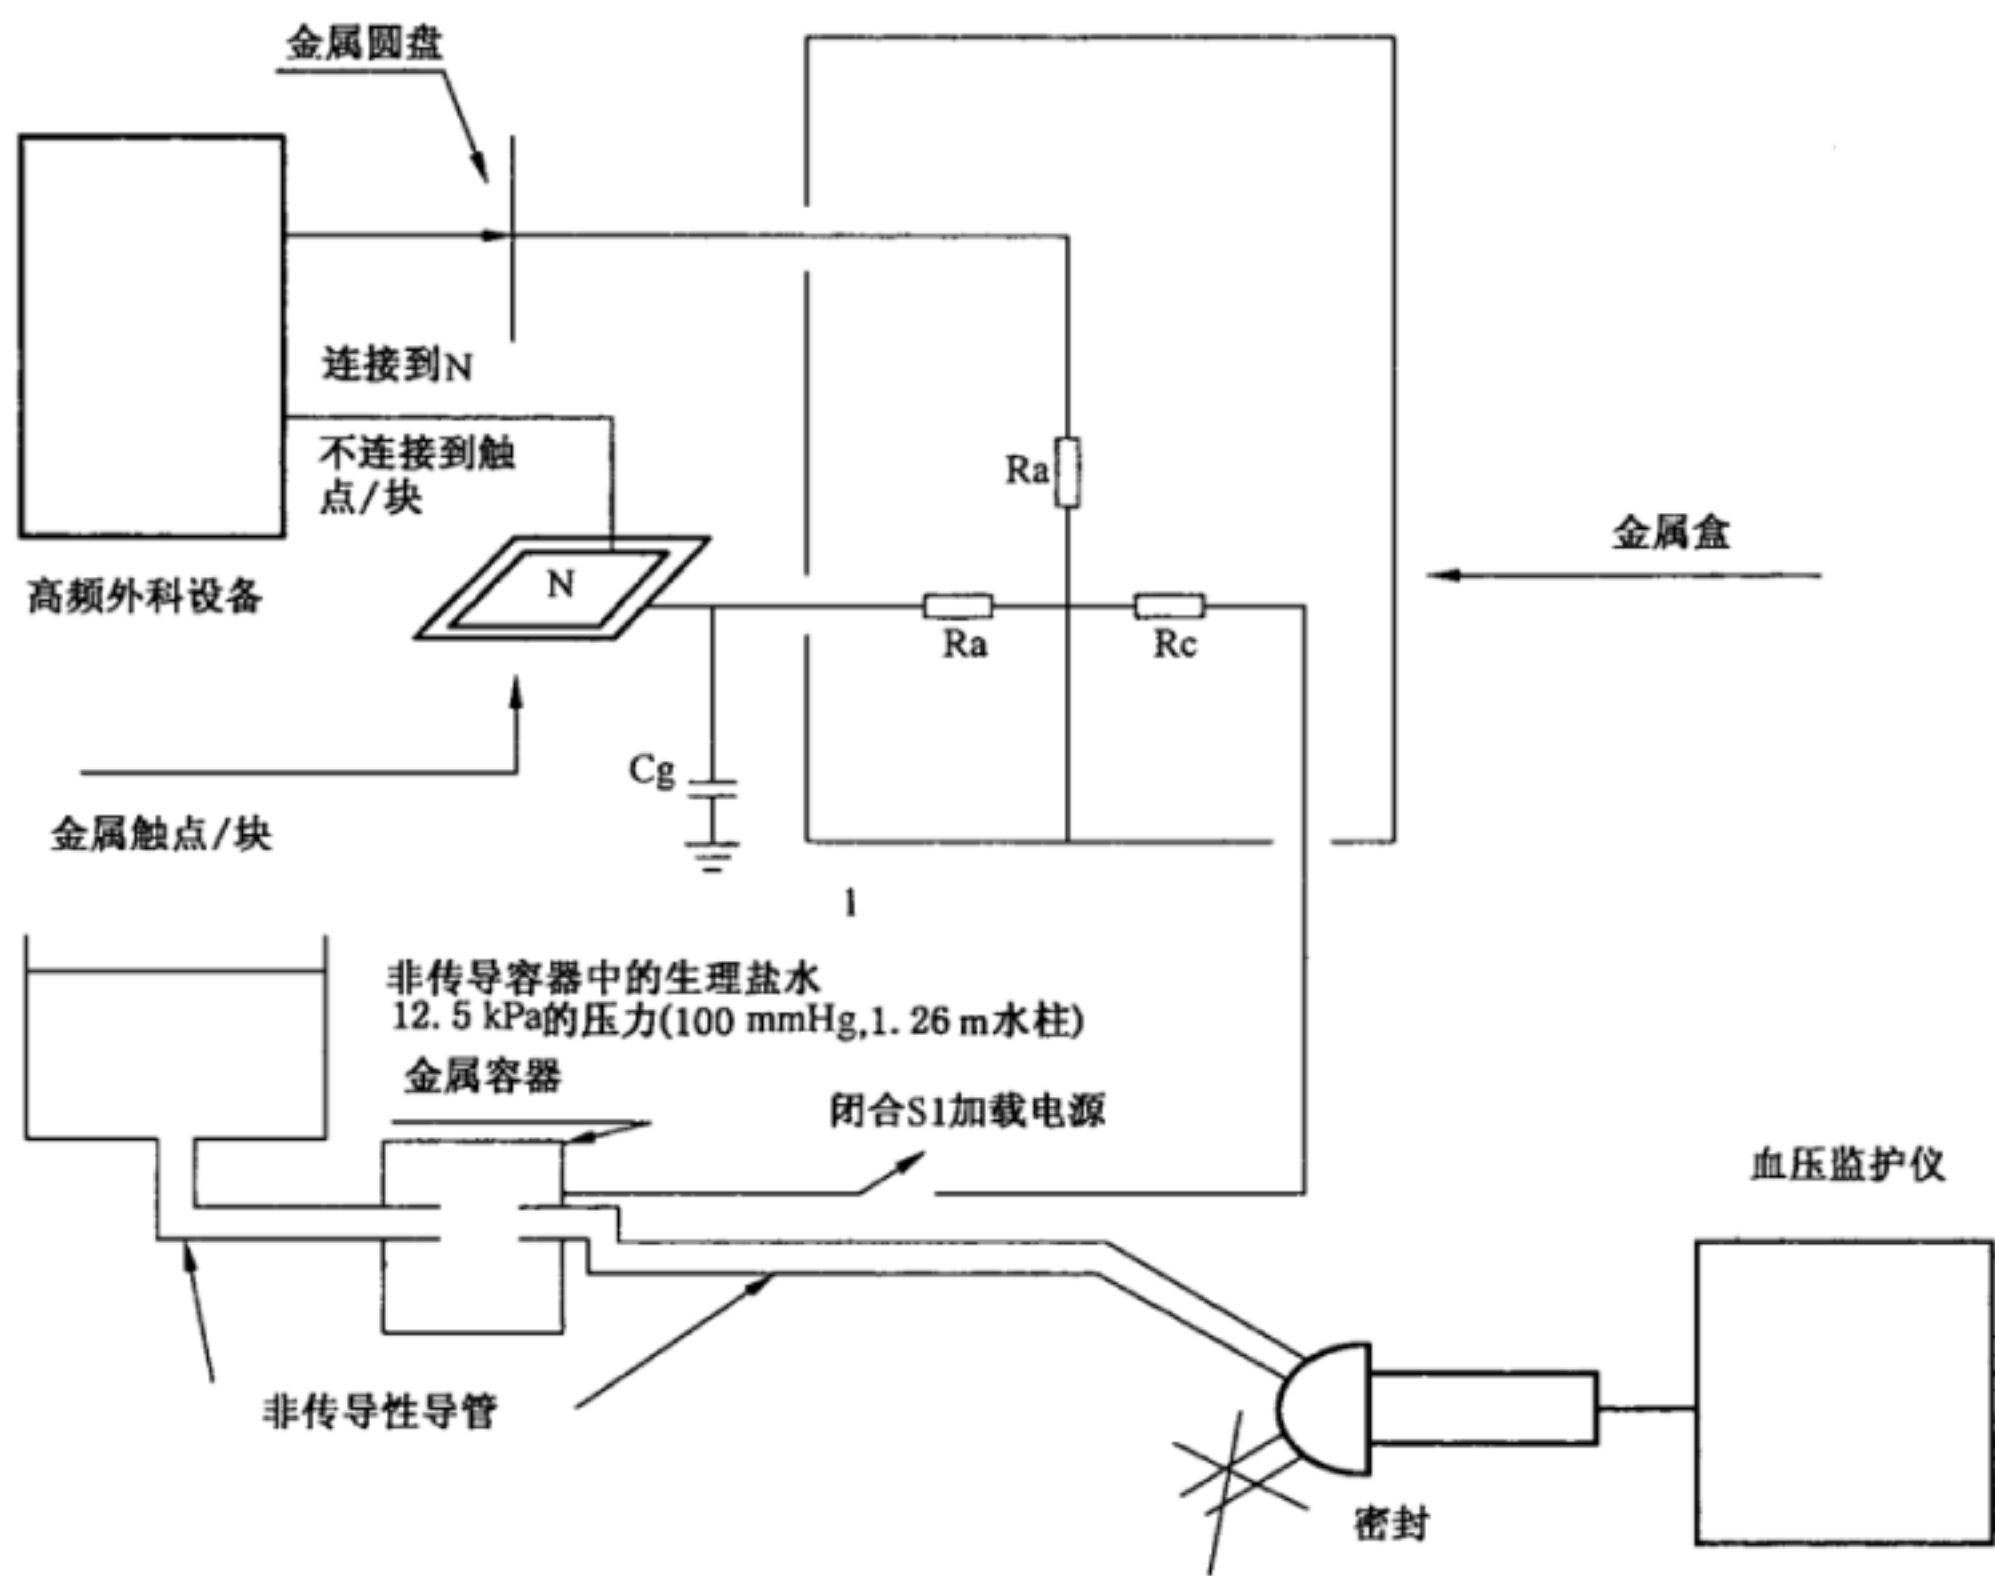 金属圆盘
连接到N
不连接到触
点/块
Ra
金属盒
N
高频外科设备
Ra
Rc
Cg
金属触点/块
1
非传导容器中的生理盐水
12.5 kPa的压力(100 mmHg,1.26 m水柱)
金属容器
闭合S1加载电源
血压监护仪
非传导性导管
密封